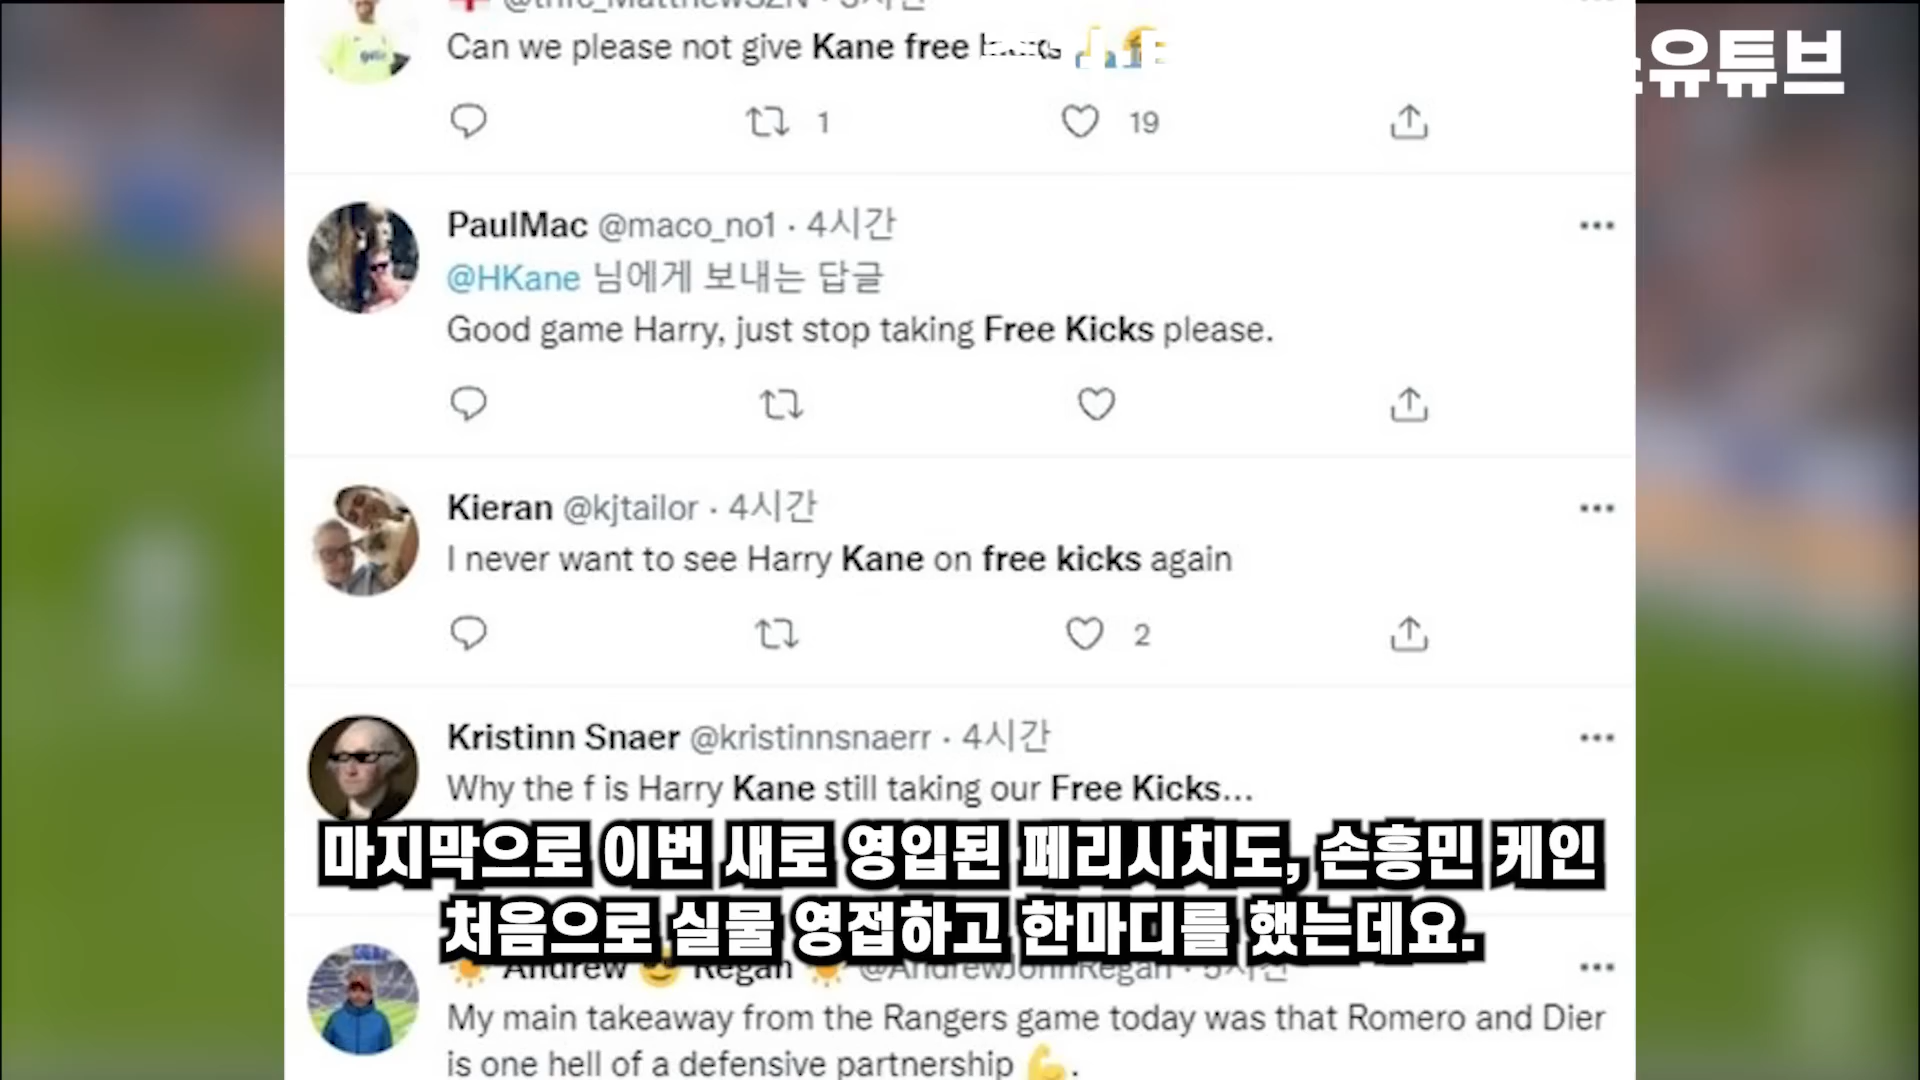 유튜브
Can we please not give Kane free
1
19
PaulMac @maco_no1 · 4시간
@HKane 님에게 보내는 답글
Good game Harry, just stop taking Free Kicks please.
Kieran @kjtailor · 4시간
I never want to see Harry Kane on free kicks again
2
Kristinn Snaer @kristinnsnaerr · 4시간
Why the f is Harry Kane still taking our Free Kicks...
마지막으로 이번 새로 영입된 페리시치도, 손흥민 케인
처음으로 실물 영접하고 한마디를 했는데요.
Andrew Regan @AndrewJohnRegan · 5시간
My main takeaway from the Rangers game today was that Romero and Dier
is one hell of a defensive partnership 💪.